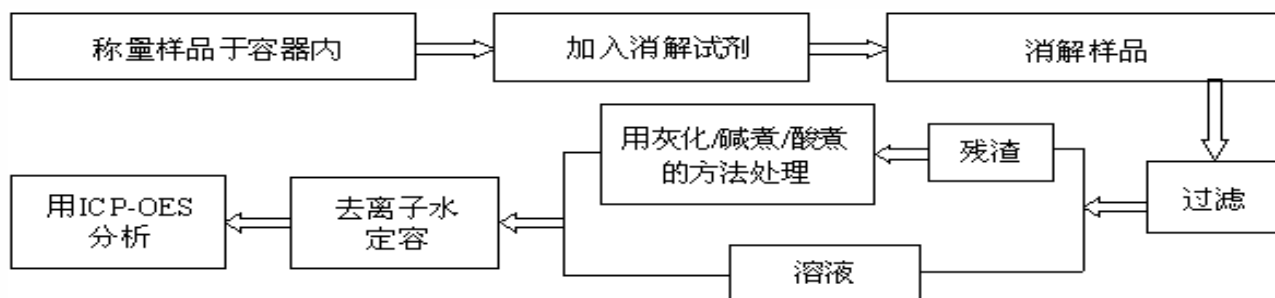 称量样品于容器内
加入消解试剂
消解样品
过滤
残渣
用灰化/碱煮/酸煮
的方法处理
溶液
去离子水
定容
用ICP-OES
分析